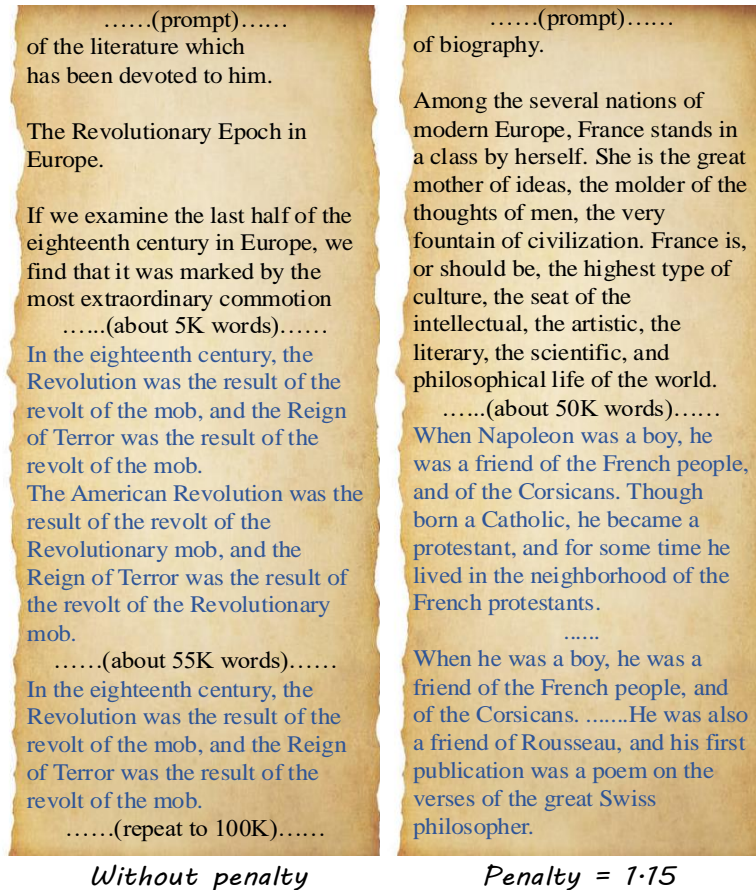 ……(prompt)……
of the literature which
has been devoted to him.
The Revolutionary Epoch in
Europe.
If we examine the last half of the
eighteenth century in Europe, we
find that it was marked by the
most extraordinary commotion
……(about 5K words)……
In the eighteenth century, the
Revolution was the result of the
revolt of the mob, and the Reign
of Terror was the result of the
revolt of the mob.
The American Revolution was the
result of the revolt of the
Revolutionary mob, and the
Reign of Terror was the result of
the revolt of the Revolutionary
mob.
……(about 55K words)……
In the eighteenth century, the
Revolution was the result of the
revolt of the mob, and the Reign
of Terror was the result of the
revolt of the mob.
……(repeat to 100K)……
Without penalty
……(prompt)……
of biography.
Among the several nations of
modern Europe, France stands in
a class by herself. She is the great
mother of ideas, the molder of the
thoughts of men, the very
fountain of civilization. France is,
or should be, the highest type of
culture, the seat of the
intellectual, the artistic, the
literary, the scientific, and
philosophical life of the world.
……(about 50K words)……
When Napoleon was a boy, he
was a friend of the French people,
and of the Corsicans. Though
born a Catholic, he became a
protestant, and for some time he
lived in the neighborhood of the
French protestants.
……
When he was a boy, he was a
friend of the French people, and
of the Corsicans. …….He was also
a friend of Rousseau, and his first
publication was a poem on the
verses of the great Swiss
philosopher.
Penalty = 1.15